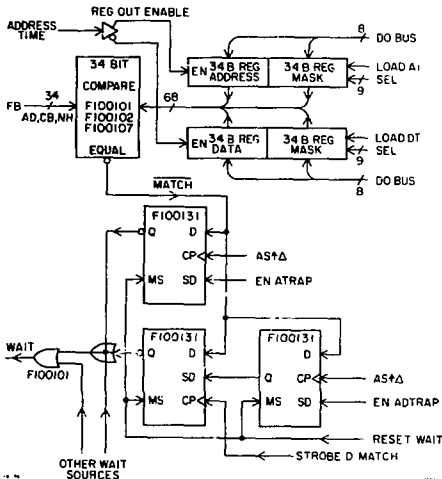 REG OUT ENABLE
ADDRESS
TIME
8
DO BUS
34 BIT
COMPARE
F100101
F100102
F100107
EQUAL
EN
34 B REG
ADDRESS
34 B REG
MASK
LOAD AI
SEL
9
34
FB
AD,CB,NH
68
EN
34 B REG
DATA
34 B REG
MASK
LOAD DT
SEL
9
DO BUS
8
MATCH
F100131
Q
D
CP
AS↑Δ
MS
SD
EN ATRAP
F100131
F100131
D
WAIT
Q
D
SD
Q
CP
AS↑Δ
F100101
MS
CP
MS
SD
EN ADTRAP
RESET WAIT
STROBE D MATCH
OTHER WAIT
SOURCES